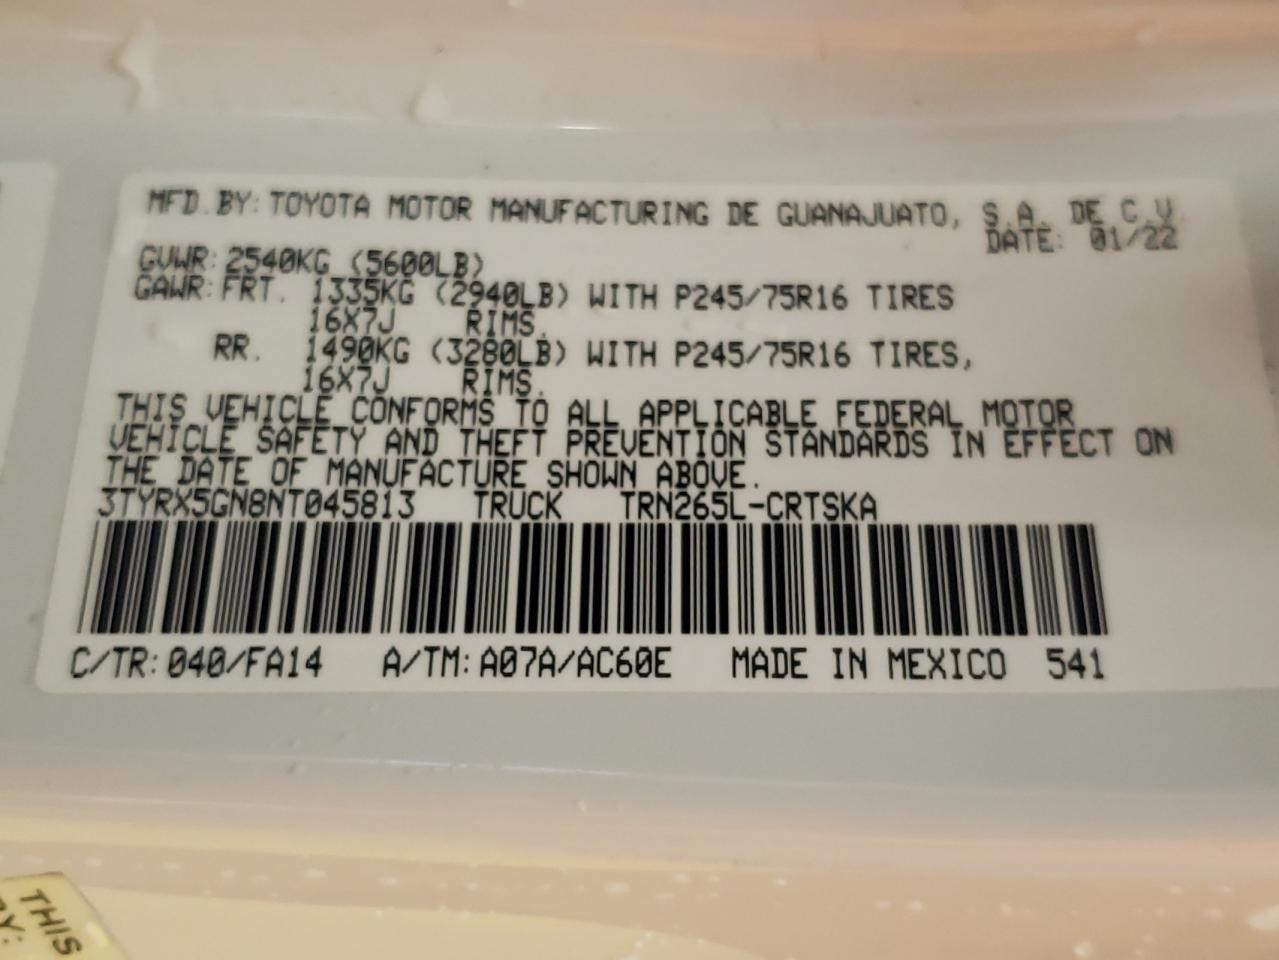 MFD. BY: TOYOTA MOTOR MANUFACTURING DE GUANAJUATO, S.A. DE C.V.
DATE: 01/22
GVWR: 2540KG (5600LB)
GAWR: FRT. 1335KG (2940LB) WITH P245/75R16 TIRES
16X7J RIMS,
RR. 1490KG (3280LB) WITH P245/75R16 TIRES,
16X7J RIMS.
THIS VEHICLE CONFORMS TO ALL APPLICABLE FEDERAL MOTOR
VEHICLE SAFETY AND THEFT PREVENTION STANDARDS IN EFFECT ON
THE DATE OF MANUFACTURE SHOWN ABOVE.
3TYRX5GN8NT045813 TRUCK TRN265L-CRTSKA
C/TR: 040/FA14 A/TM: A07A/AC60E MADE IN MEXICO 541
THIS